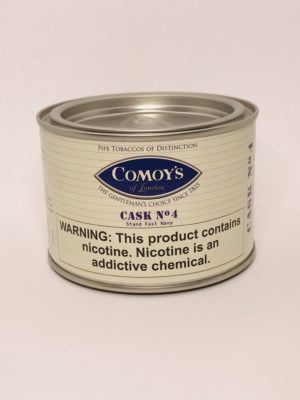 PIPE TOBACCOS OF DISTINCTION
COMOY'S
of London
THE GENTLEMEN'S CHOICE SINCE 1825
CASK Nº4
Stand Fast Navy
WARNING: This product contains
nicotine. Nicotine is an
addictive chemical.
CASK Nº4